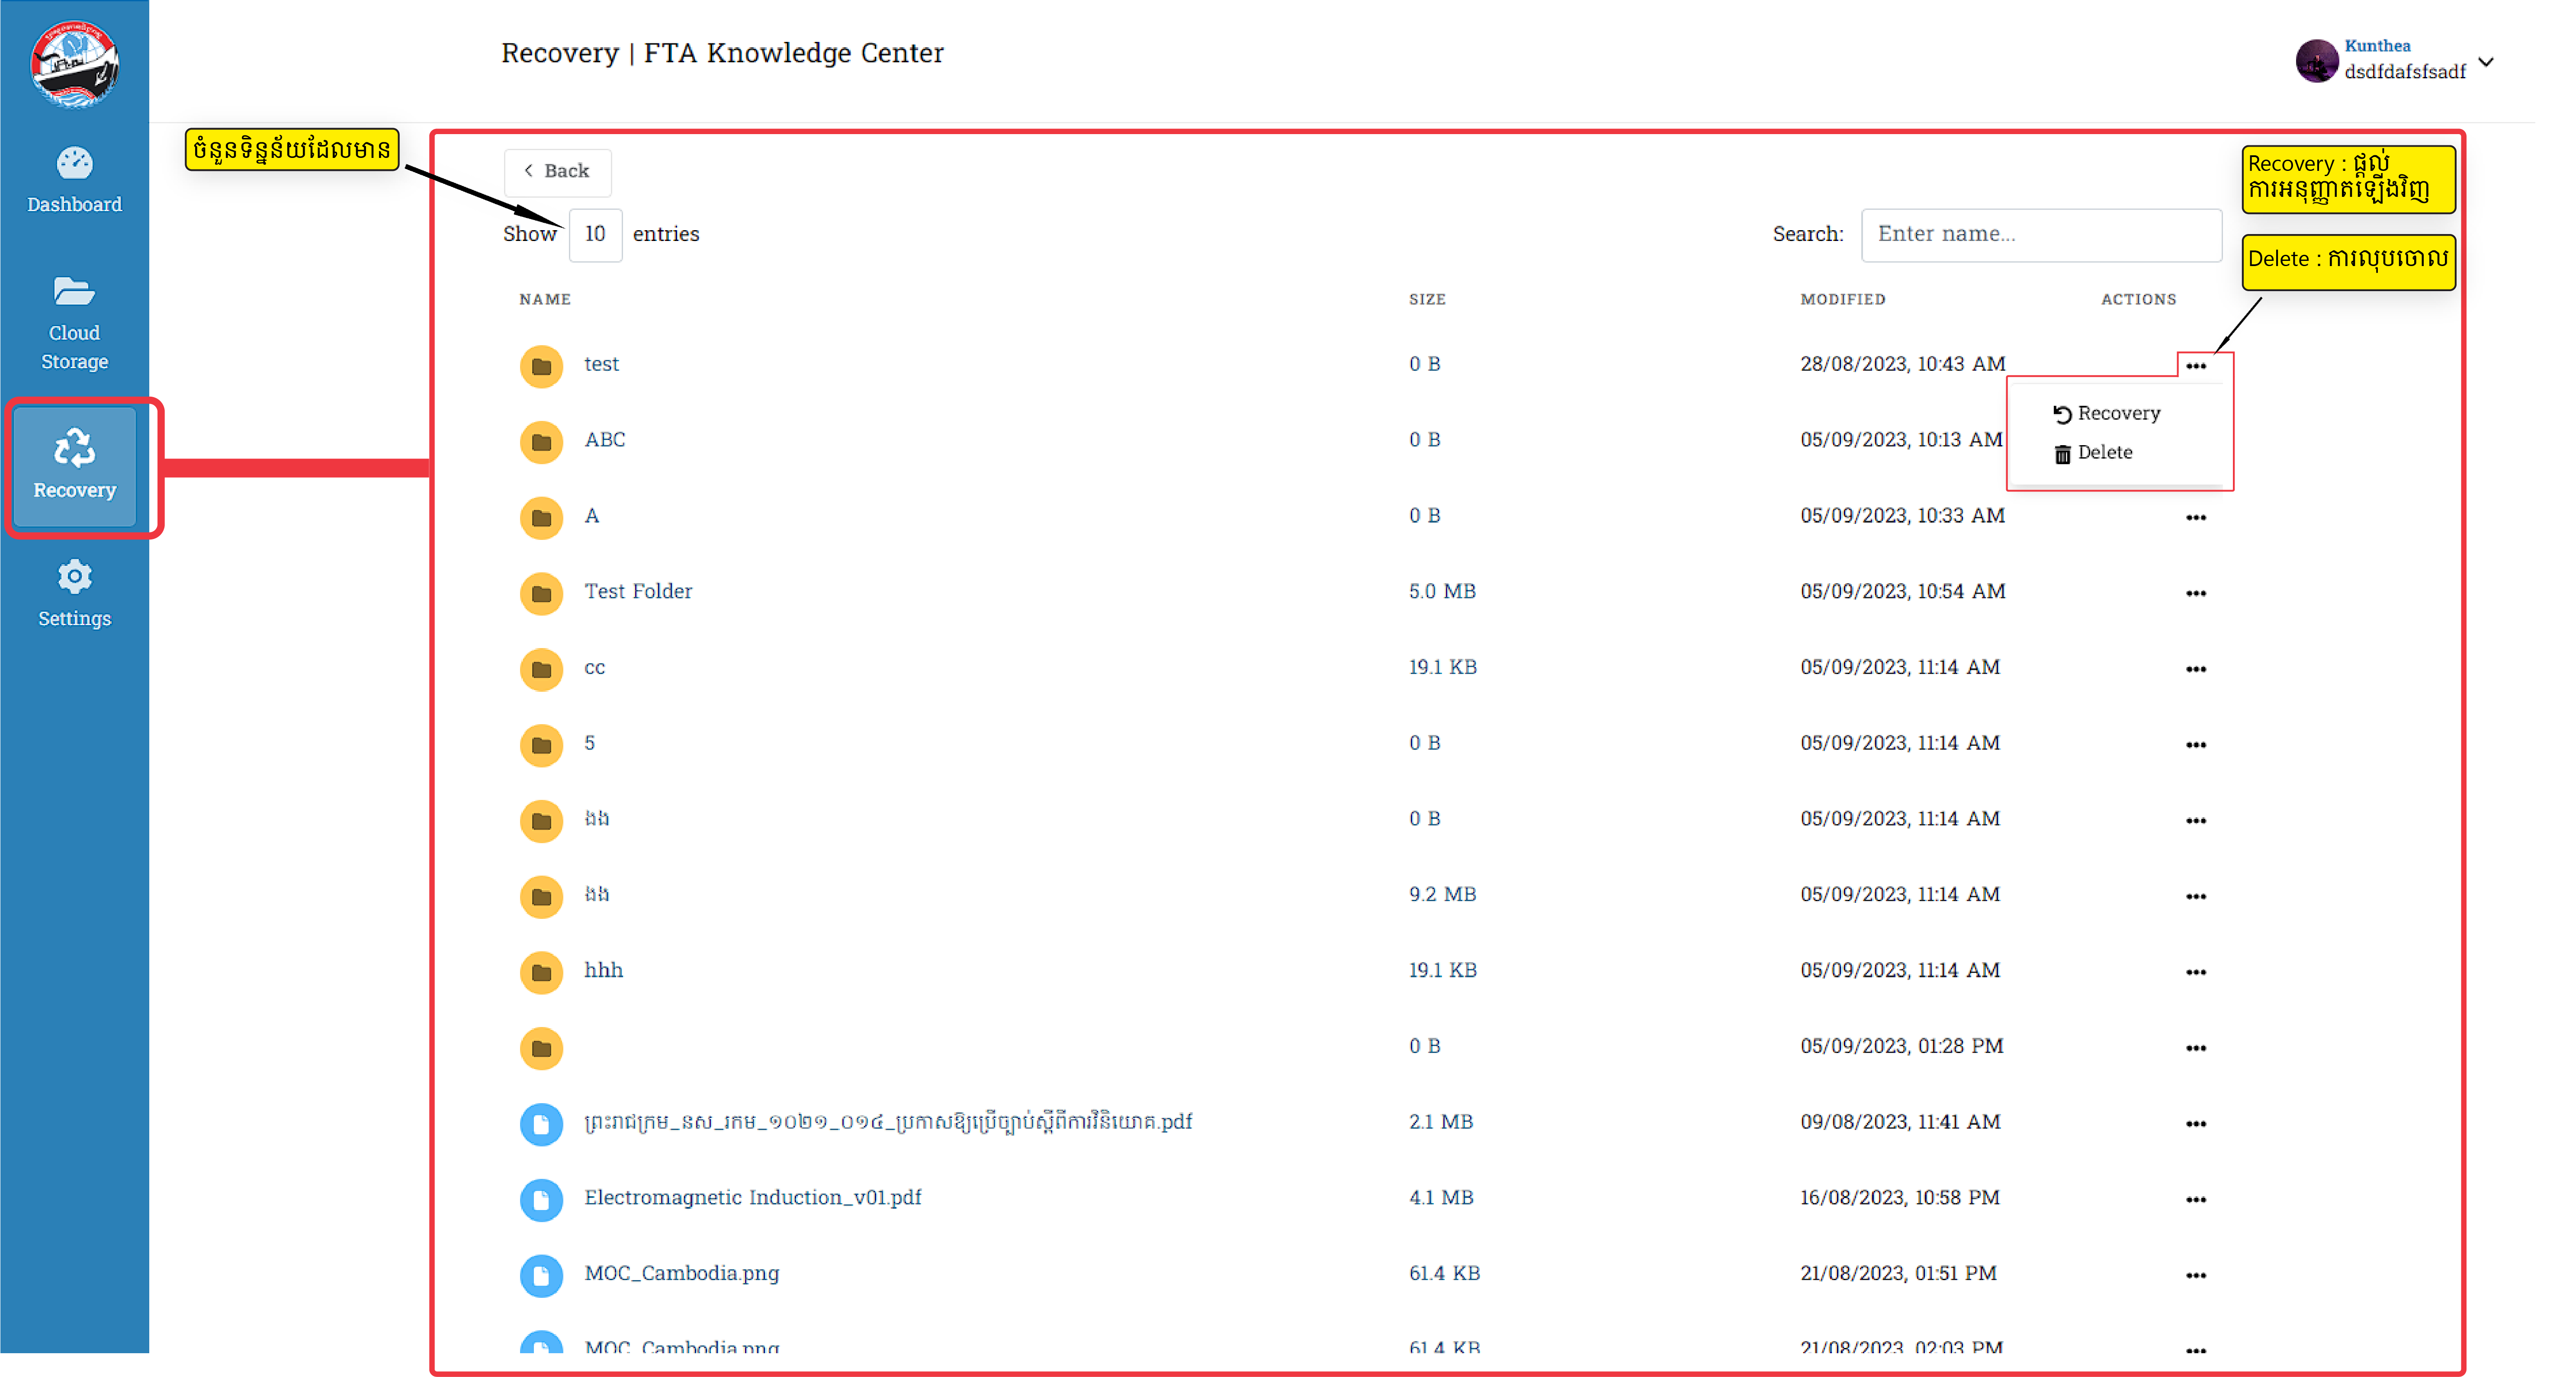 Recovery | FTA Knowledge Center
Kunthea
dsdfdafsfsadf
Dashboard
Cloud
Storage
Recovery
Settings
ចំនួនទិន្នន័យដែលមាន
Back
Recovery : ផ្តល់
ការអនុញ្ញាតឡើងវិញ
Show 10 entries
Search: Enter name...
Delete : ការលុបចោល
NAME SIZE MODIFIED ACTIONS
test 0 B 28/08/2023, 10:43 AM
Recovery
Delete
ABC 0 B 05/09/2023, 10:13 AM
A 0 B 05/09/2023, 10:33 AM
Test Folder 5.0 MB 05/09/2023, 10:54 AM
cc 19.1 KB 05/09/2023, 11:14 AM
5 0 B 05/09/2023, 11:14 AM
ងង 0 B 05/09/2023, 11:14 AM
ងង 9.2 MB 05/09/2023, 11:14 AM
hhh 19.1 KB 05/09/2023, 11:14 AM
0 B 05/09/2023, 01:28 PM
ព្រះរាជក្រម_នស_រកម_១០២១_០១៤_ប្រកាសឱ្យប្រើច្បាប់ស្តីពីការវិនិយោគ.pdf 2.1 MB 09/08/2023, 11:41 AM
Electromagnetic Induction_v01.pdf 4.1 MB 16/08/2023, 10:58 PM
MOC_Cambodia.png 61.4 KB 21/08/2023, 01:51 PM
MOC_Cambodia.png 61.4 KB 21/08/2023, 02:03 PM